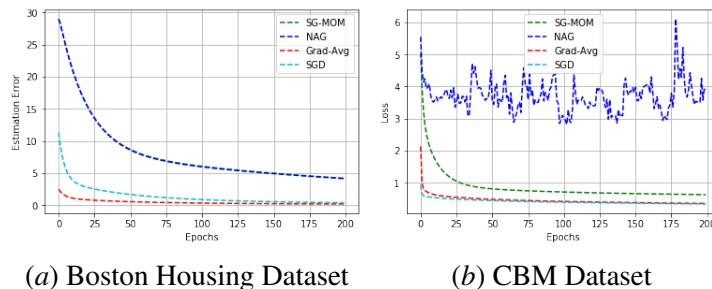 30
25
20
15
10
5
0
Estimation Error
0 25 50 75 100 125 150 175 200
Epochs
SG-MOM
NAG
Grad-Avg
SGD
(a) Boston Housing Dataset
6
5
4
3
2
1
Loss
0 25 50 75 100 125 150 175 200
Epochs
SG-MOM
NAG
Grad-Avg
SGD
(b) CBM Dataset